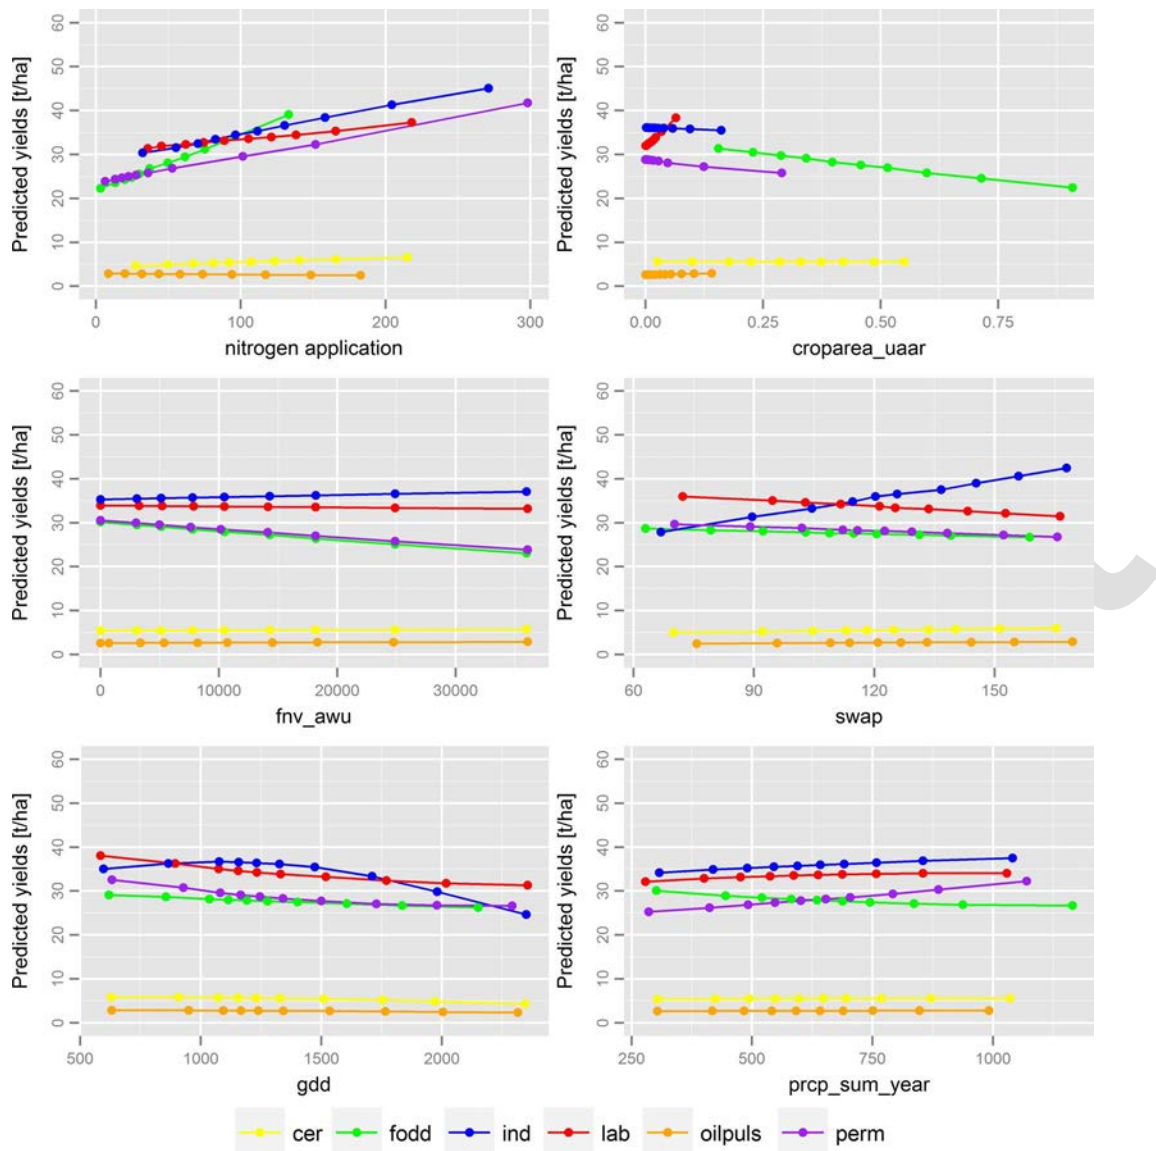 Predicted yields [t/ha]
60
50
40
30
20
10
0
0 100 200 300
nitrogen application
Predicted yields [t/ha]
60
50
40
30
20
10
0
0.00 0.25 0.50 0.75
croparea_uaar
Predicted yields [t/ha]
60
50
40
30
20
10
0
0 10000 20000 30000
fnv_awu
Predicted yields [t/ha]
60
50
40
30
20
10
0
60 90 120 150
swap
Predicted yields [t/ha]
60
50
40
30
20
10
0
500 1000 1500 2000
gdd
Predicted yields [t/ha]
60
50
40
30
20
10
0
250 500 750 1000
prcp_sum_year
cer fodd ind lab oilpuls perm